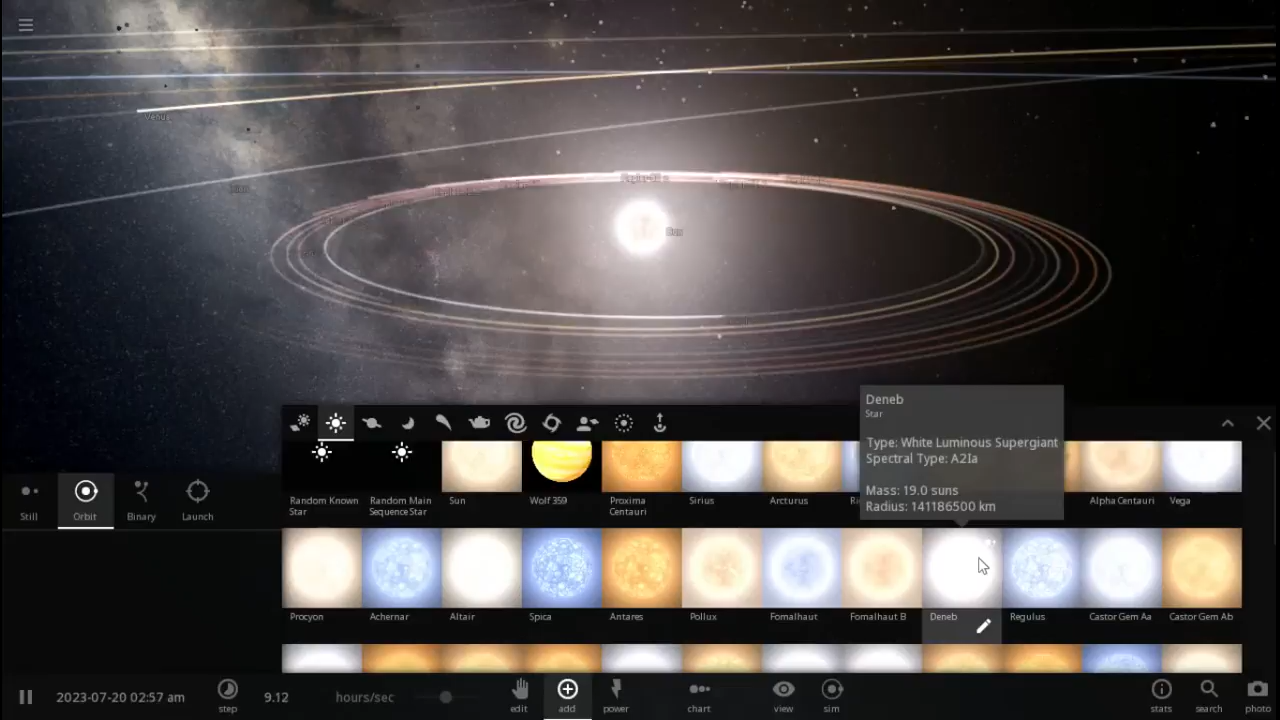 Venus
Sun
Deneb
Star
Type: White Luminous Supergiant
Spectral Type: A2Ia
Mass: 19.0 suns
Radius: 141186500 km
Random Known Star
Random Main Sequence Star
Sun
Wolf 359
Proxima Centauri
Sirius
Arcturus
Alpha Centauri
Vega
Still
Orbit
Binary
Launch
Procyon
Achernar
Altair
Spica
Antares
Pollux
Fomalhaut
Fomalhaut B
Deneb
Regulus
Castor Gem Aa
Castor Gem Ab
2023-07-20 02:57 am
step
9.12
hours/sec
edit
add
power
chart
view
sim
stats
search
photo